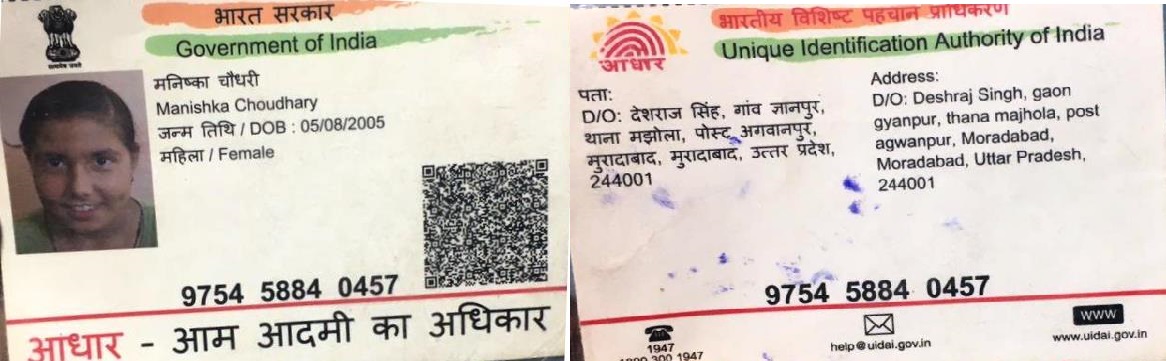 भारत सरकार
Government of India
मनिष्का चौधरी
Manishka Choudhary
जन्म तिथि / DOB : 05/08/2005
महिला / Female
9754 5884 0457
आधार - आम आदमी का अधिकार
भारतीय विशिष्ट पहचान प्राधिकरण
Unique Identification Authority of India
आधार
पता:
D/O: देशराज सिंह, गांव ज्ञानपुर,
थाना मझोला, पोस्ट अगवानपुर,
मुरादाबाद, मुरादाबाद, उत्तर प्रदेश,
244001
Address:
D/O: Deshraj Singh, gaon
gyanpur, thana majhola, post
agwanpur, Moradabad,
Moradabad, Uttar Pradesh,
244001
9754 5884 0457
1947
300 1947
help@uidai.gov.in
www
www.uidai.gov.in